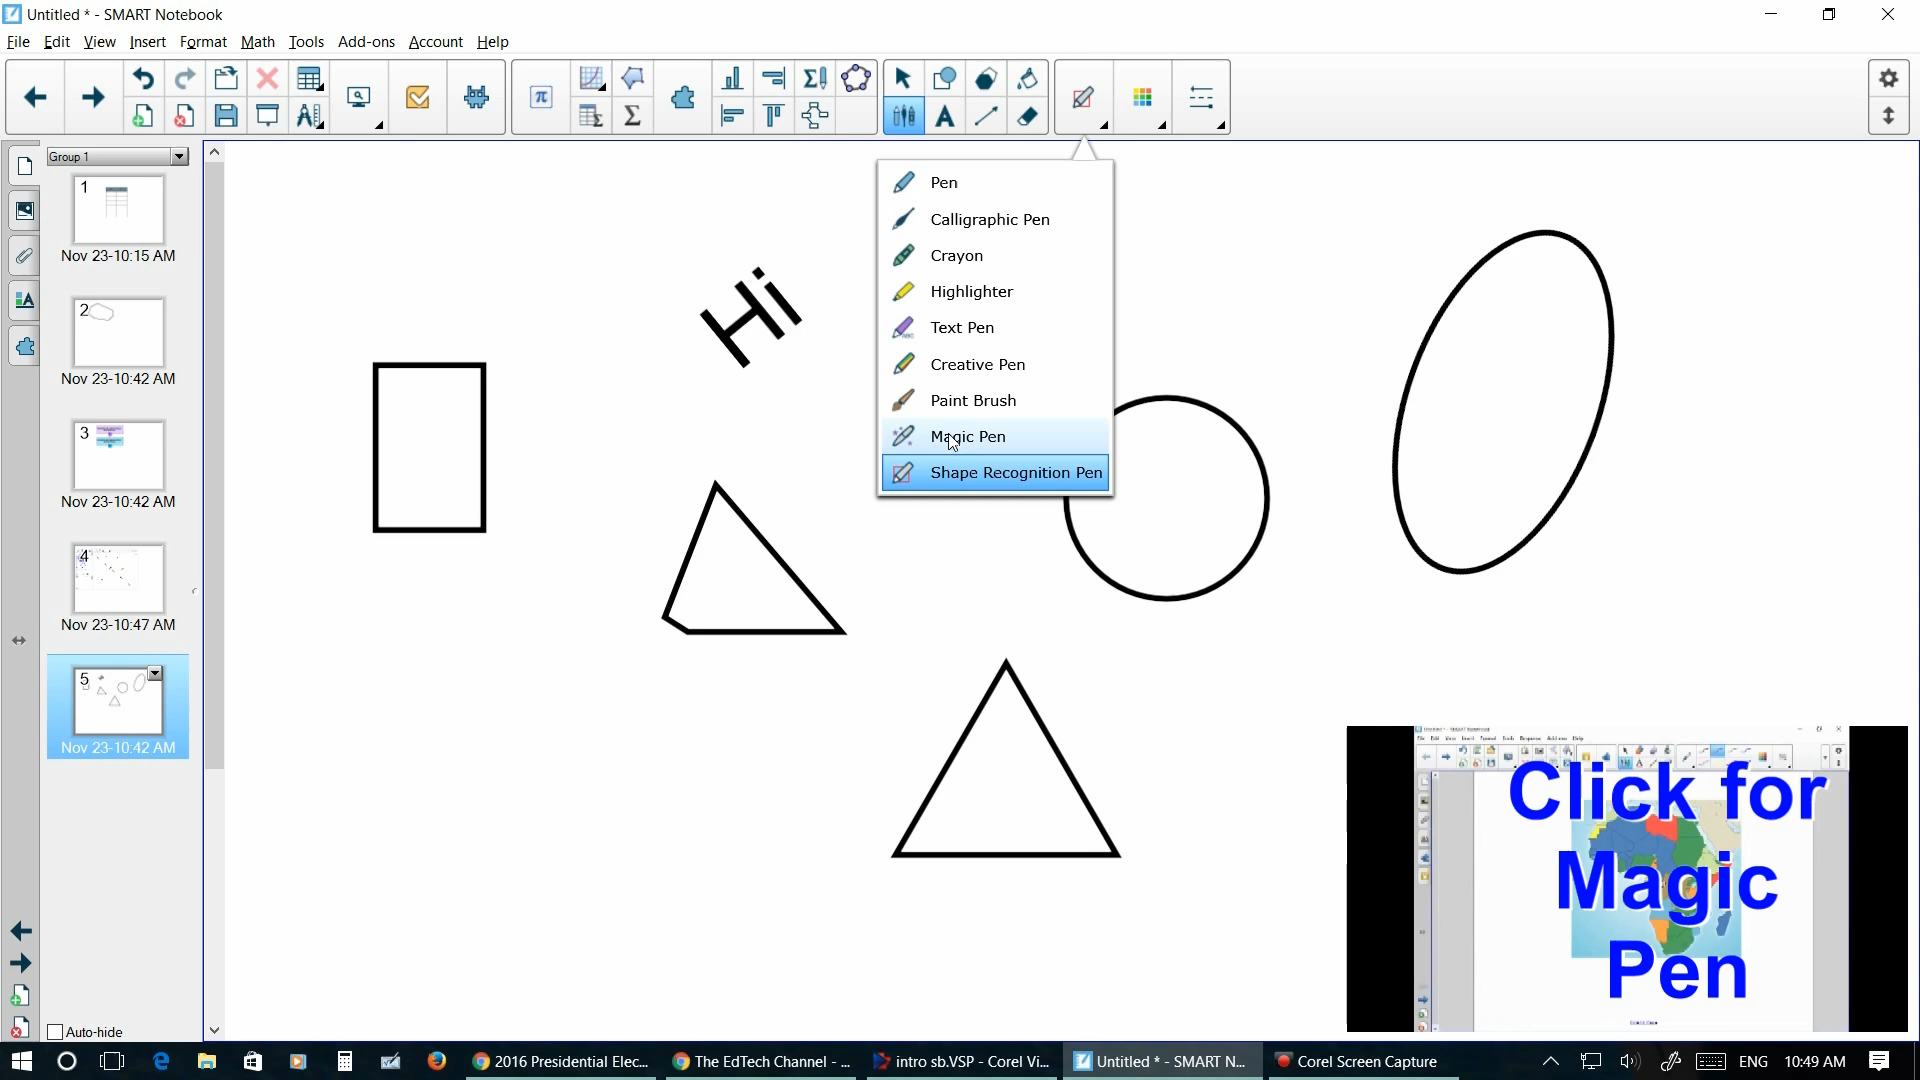 Untitled * - SMART Notebook
File Edit View Insert Format Math Tools Add-ons Account Help
Group 1
1
Nov 23-10:15 AM
2
Nov 23-10:42 AM
3
Nov 23-10:42 AM
4
Nov 23-10:47 AM
5
Nov 23-10:42 AM
Auto-hide
Hi
Pen
Calligraphic Pen
Crayon
Highlighter
Text Pen
Creative Pen
Paint Brush
Magic Pen
Shape Recognition Pen
Click for
Magic
Pen
2016 Presidential Elec...
The EdTech Channel - ...
intro sb.VSP - Corel Vi...
Untitled * - SMART N...
Corel Screen Capture
ENG
10:49 AM